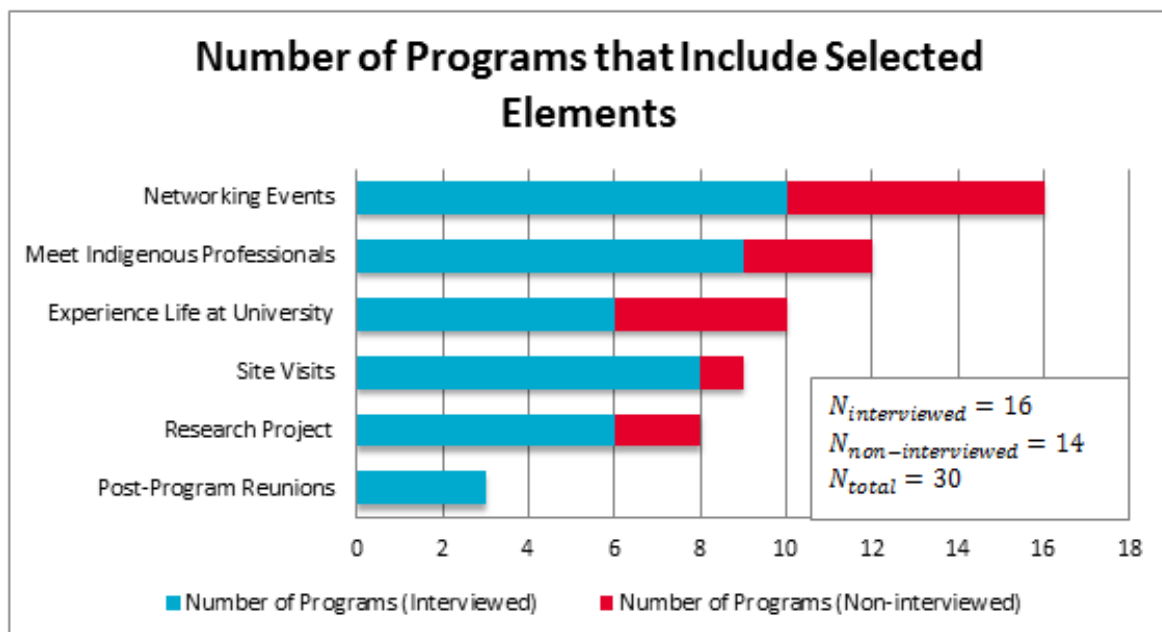 Number of Programs that Include Selected
Elements
Networking Events
Meet Indigenous Professionals
Experience Life at University
Site Visits
Research Project
Post-Program Reunions
N_interviewed = 16
N_non−interviewed = 14
N_total = 30
0 2 4 6 8 10 12 14 16 18
Number of Programs (Interviewed) Number of Programs (Non-interviewed)